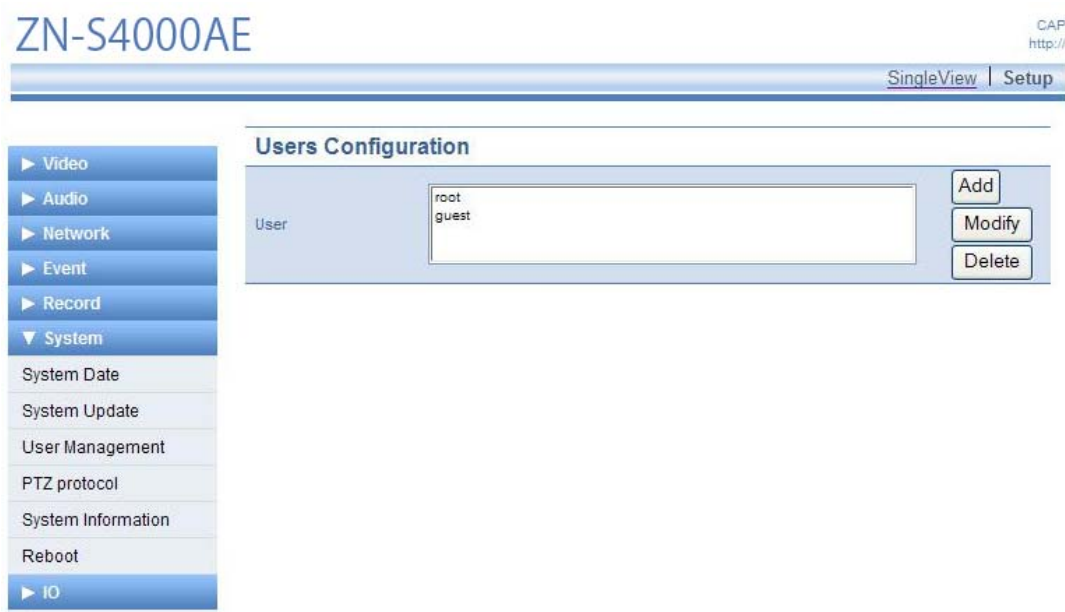 ZN-S4000AE
CAP
http://
SingleView | Setup
Users Configuration
User
root
guest
Add
Modify
Delete
▶ Video
▶ Audio
▶ Network
▶ Event
▶ Record
▼ System
System Date
System Update
User Management
PTZ protocol
System Information
Reboot
▶ IO